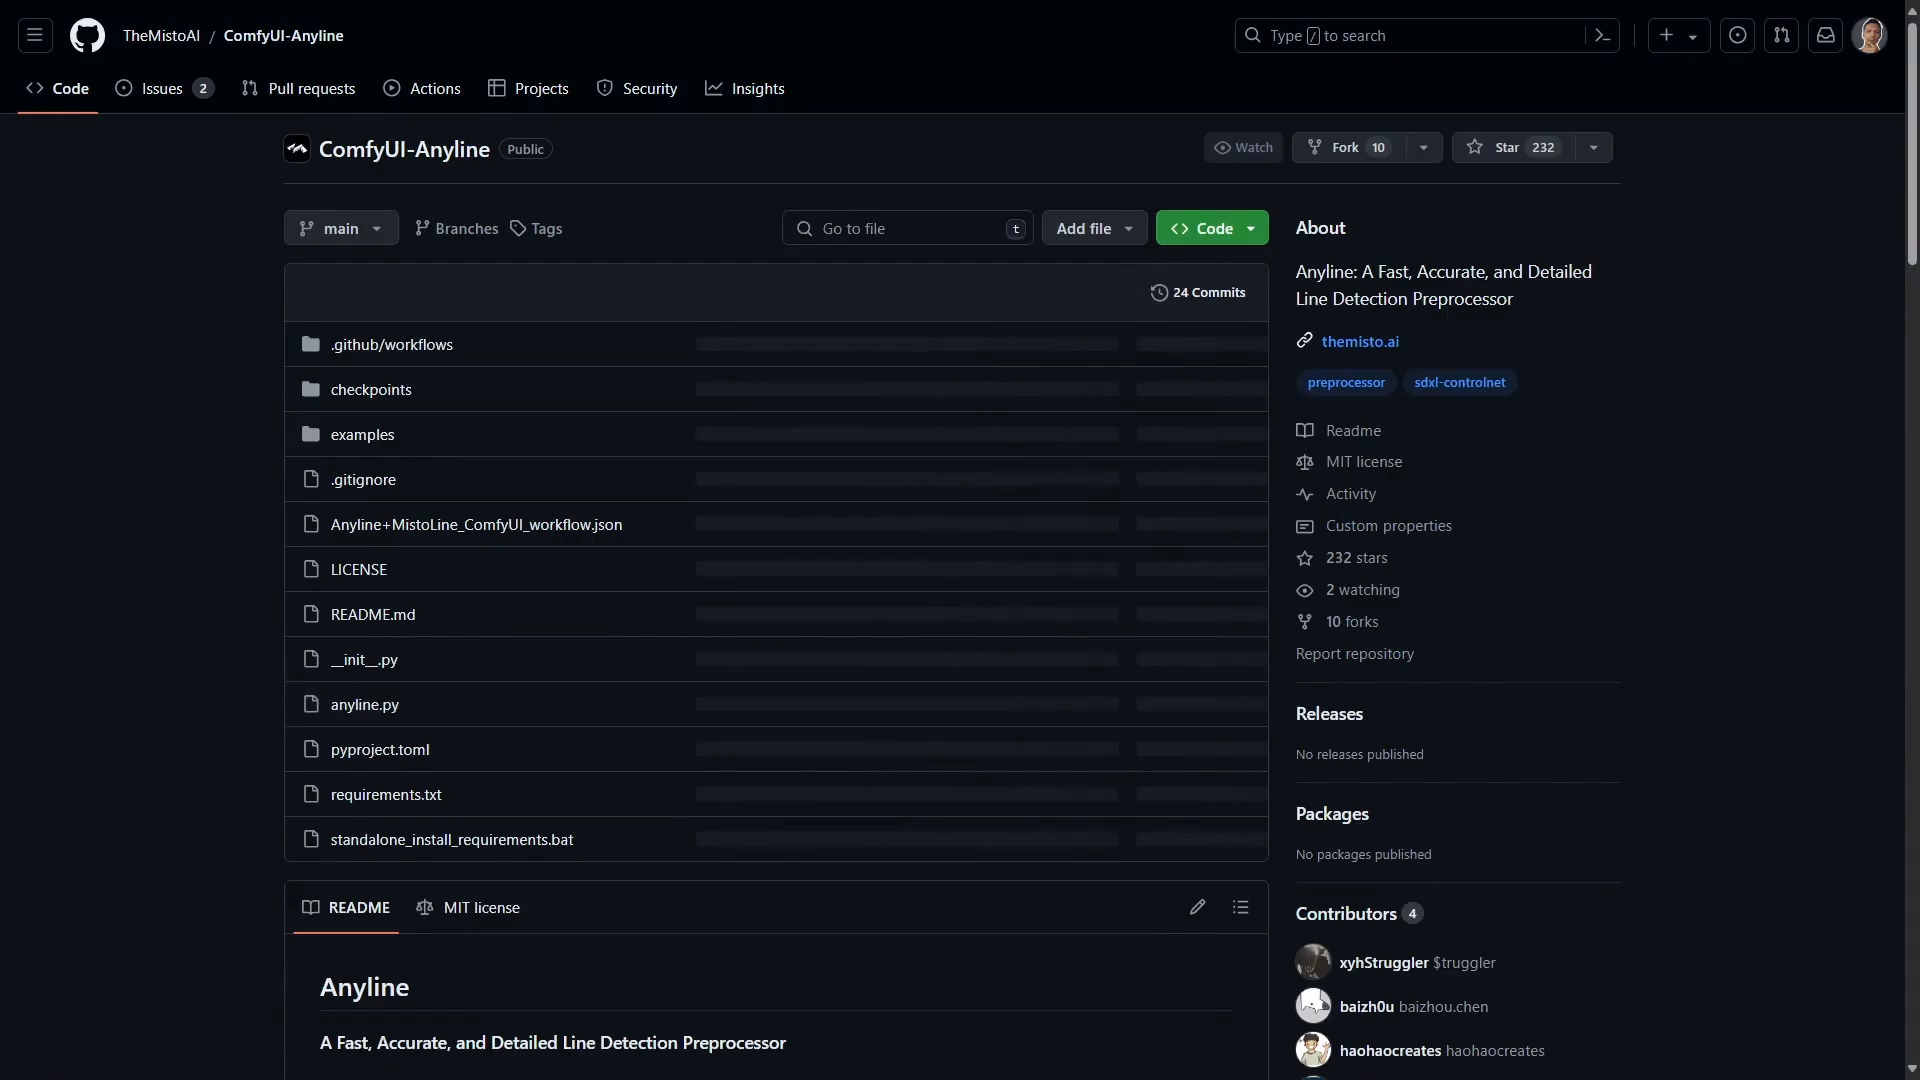 TheMistoAI / ComfyUI-Anyline
Type / to search
Code
Issues 2
Pull requests
Actions
Projects
Security
Insights
ComfyUI-Anyline Public
Watch
Fork 10
Star 232
main
Branches
Tags
Go to file t
Add file
Code
24 Commits
.github/workflows
checkpoints
examples
.gitignore
Anyline+MistoLine_ComfyUI_workflow.json
LICENSE
README.md
__init__.py
anyline.py
pyproject.toml
requirements.txt
standalone_install_requirements.bat
README
MIT license
Anyline
A Fast, Accurate, and Detailed Line Detection Preprocessor
About
Anyline: A Fast, Accurate, and Detailed
Line Detection Preprocessor
themisto.ai
preprocessor sdxl-controlnet
Readme
MIT license
Activity
Custom properties
232 stars
2 watching
10 forks
Report repository
Releases
No releases published
Packages
No packages published
Contributors 4
xyhStruggler $truggler
baizh0u baizhou.chen
haohaocreates haohaocreates